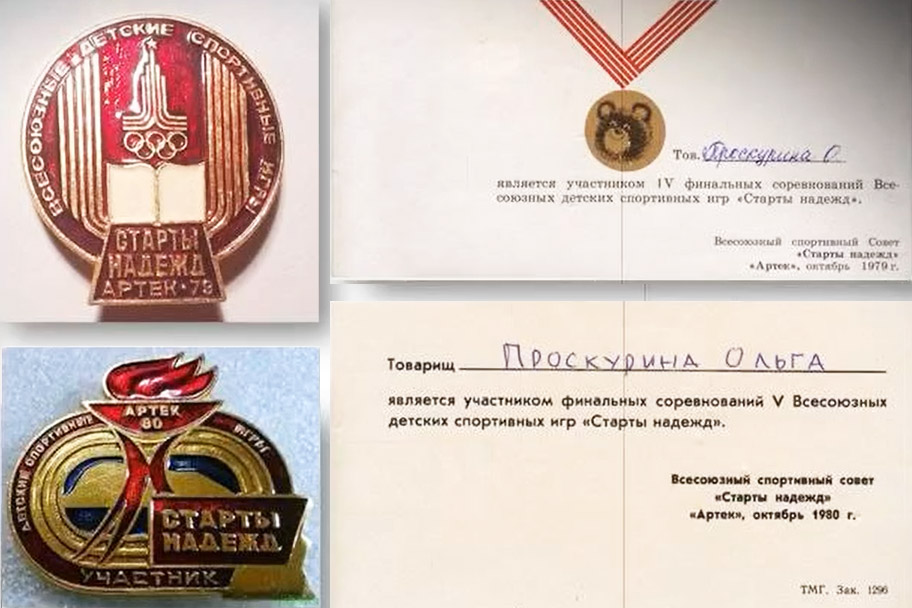 ВСЕСОЮЗНЫЕ ДЕТСКИЕ СПОРТИВНЫЕ ИГРЫ
СТАРТЫ
НАДЕЖД
АРТЕК·79
Тов. Проскурина О.
является участником IV финальных соревнований Все-
союзных детских спортивных игр «Старты надежд».
Всесоюзный спортивный Совет
«Старты надежд»
«Артек», октябрь 1979 г.
АРТЕК
80
ДЕТСКИЕ СПОРТИВНЫЕ ИГРЫ
СТАРТЫ
НАДЕЖД
УЧАСТНИК
Товарищ Проскурина Ольга
является участником финальных соревнований V Всесоюзных
детских спортивных игр «Старты надежд».
Всесоюзный спортивный совет
«Старты надежд»
«Артек», октябрь 1980 г.
ТМГ. Зак. 1296